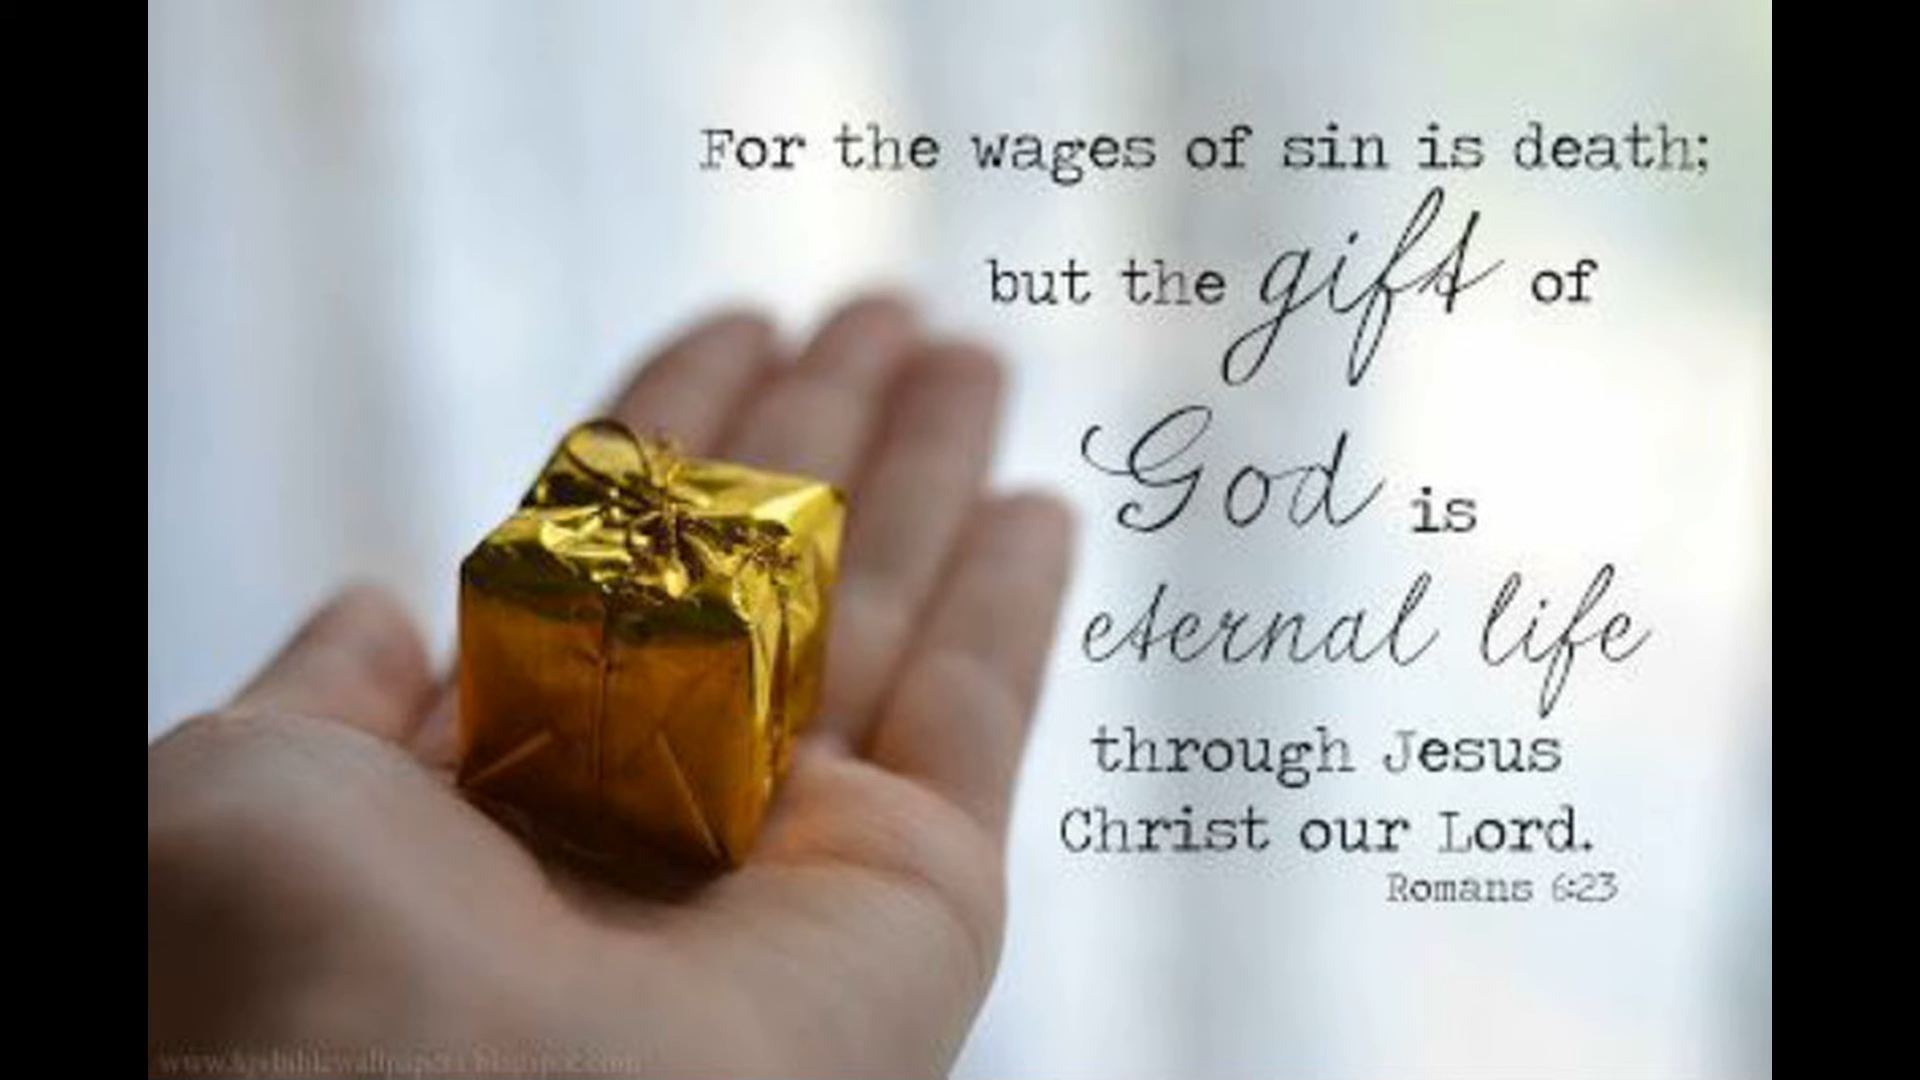 For the wages of sin is death;
but the gift of
God is
eternal life
through Jesus
Christ our Lord.
Romans 6:23